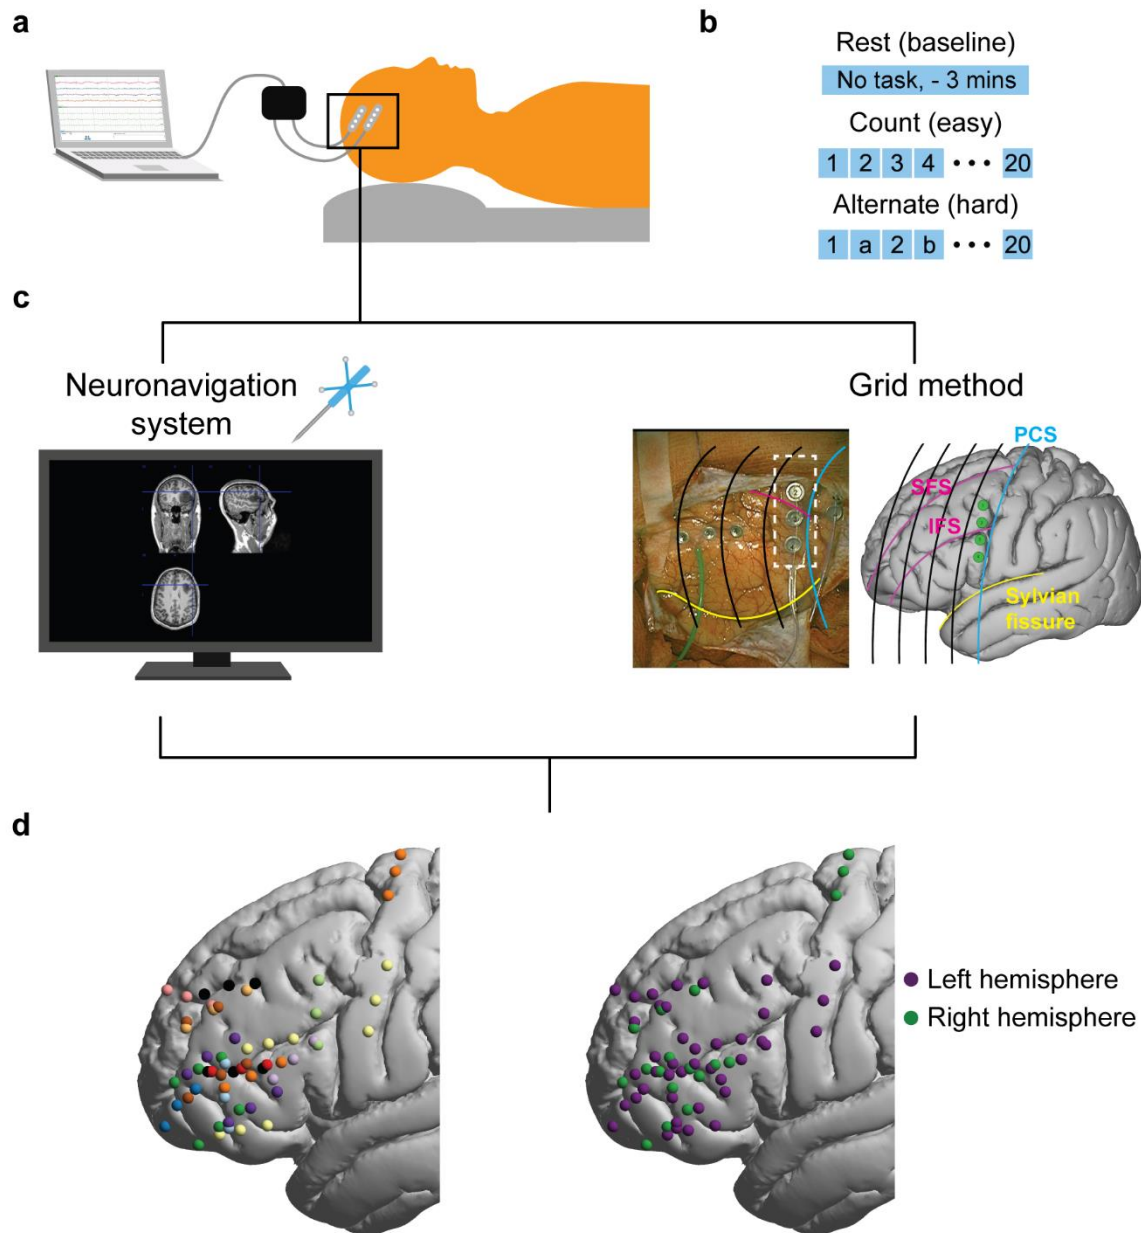 a
b
Rest (baseline)
No task, - 3 mins
Count (easy)
1 2 3 4 ••• 20
Alternate (hard)
1 a 2 b ••• 20
c
Neuronavigation
system
Grid method
PCS
SFS
IFS
Sylvian
fissure
d
Left hemisphere
Right hemisphere